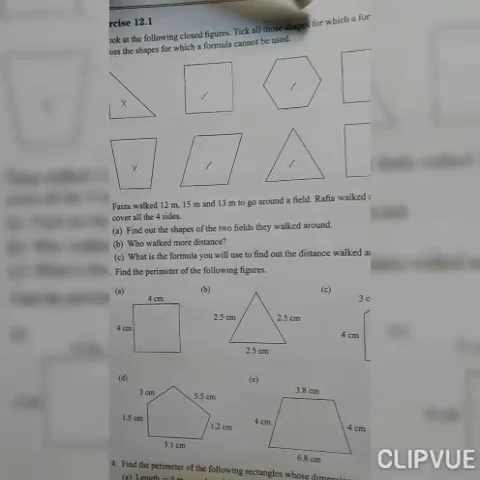 rcise 12.1
ook at the following closed figures. Tick all those shapes for which a for
oss the shapes for which a formula cannot be used.
Faiza walked 12 m, 15 m and 13 m to go around a field. Rafia walked
cover all the 4 sides.
(a) Find out the shapes of the two fields they walked around.
(b) Who walked more distance?
(c) What is the formula you will use to find out the distance walked a
Find the perimeter of the following figures.
(a) (b) (c)
4 cm 3 c
2.5 cm 2.5 cm
4 cm 4 cm
2.5 cm
(d) (e)
3 cm 5.5 cm 3.8 cm
1.5 cm 1.2 cm 4 cm 4 cm
5.1 cm 6.8 cm
4. Find the perimeter of the following rectangles whose
(a) Length
CLIPVUE